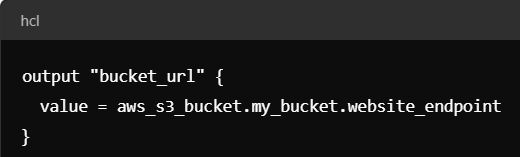 hcl
output "bucket_url" {
  value = aws_s3_bucket.my_bucket.website_endpoint
}